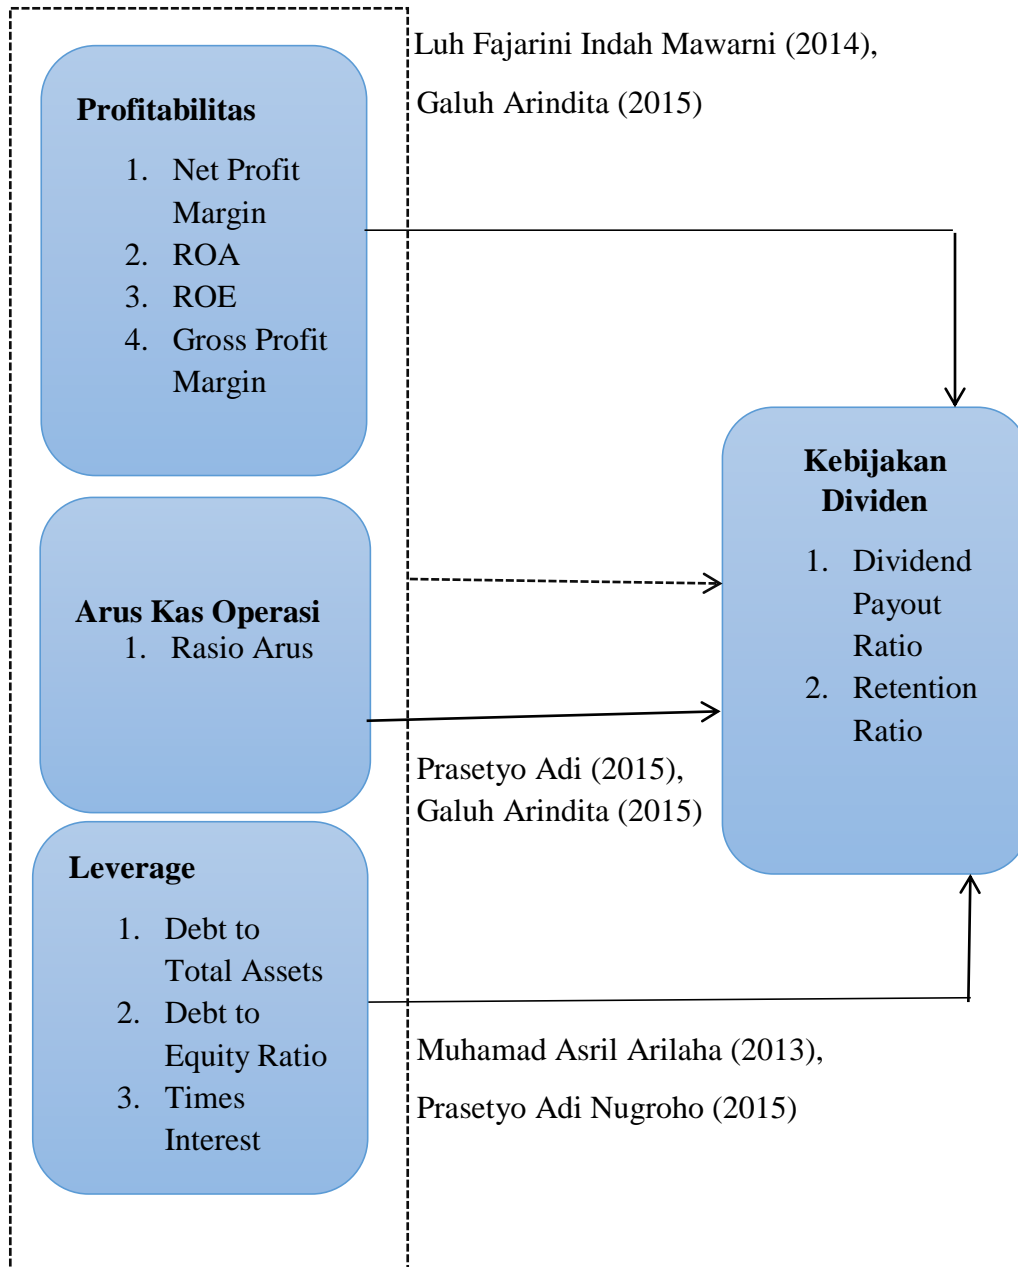 Luh Fajarini Indah Mawarni (2014),
Galuh Arindita (2015)
Profitabilitas
1. Net Profit
Margin
2. ROA
3. ROE
4. Gross Profit
Margin
Kebijakan
Dividen
1. Dividend
Payout
Ratio
2. Retention
Ratio
Arus Kas Operasi
1. Rasio Arus
Prasetyo Adi (2015),
Galuh Arindita (2015)
Leverage
1. Debt to
Total Assets
2. Debt to
Equity Ratio
3. Times
Interest
Muhamad Asril Arilaha (2013),
Prasetyo Adi Nugroho (2015)